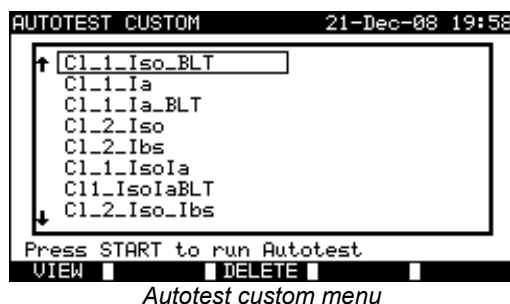 AUTOTEST CUSTOM 21-Dec-08 19:58
Cl_1_Iso_BLT
Cl_1_Ia
Cl_1_Ia_BLT
Cl_2_Iso
Cl_2_Ibs
Cl_1_IsoIa
Cl1_IsoIaBLT
Cl_2_Iso_Ibs
Press START to run Autotest
VIEW DELETE
Autotest custom menu